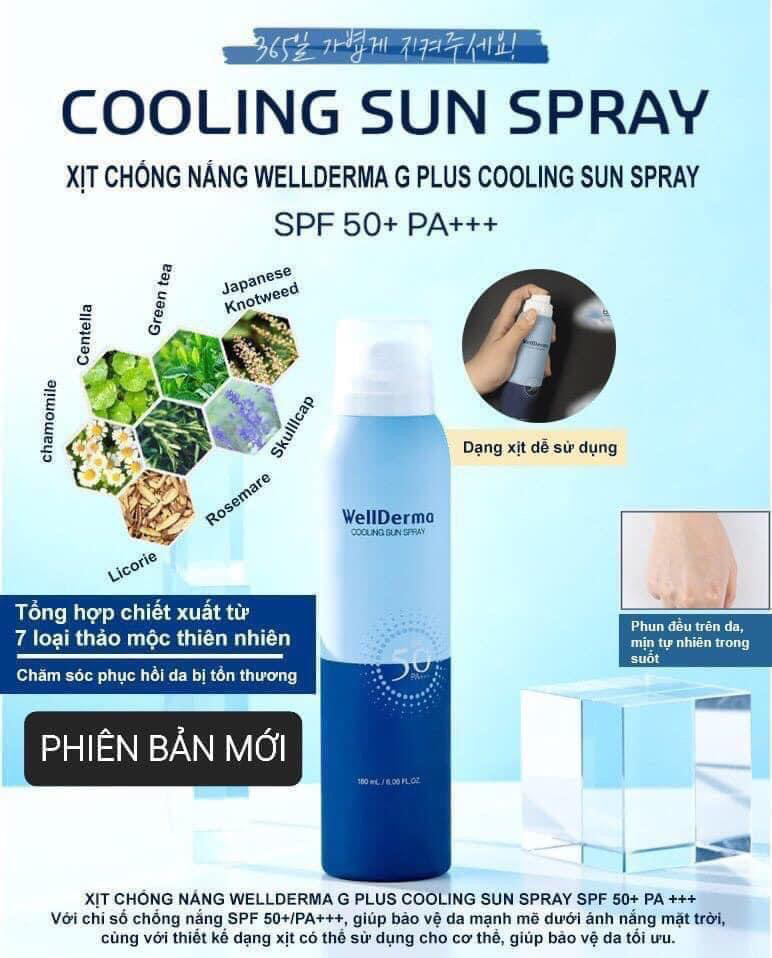 365일 가볍게 지켜주세요!
COOLING SUN SPRAY
XỊT CHỐNG NẮNG WELLDERMA G PLUS COOLING SUN SPRAY
SPF 50+ PA+++
Japanese
Knotweed
Green tea
Centella
chamomile
Skullcap
Rosemare
Licorie
Dạng xịt dễ sử dụng
WellDerma
COOLING SUN SPRAY
50
PA+++
180 mL / 6.08 FL.OZ.
Phun đều trên da,
mịn tự nhiên trong
suốt
Tổng hợp chiết xuất từ
7 loại thảo mộc thiên nhiên
Chăm sóc phục hồi da bị tổn thương
PHIÊN BẢN MỚI
XỊT CHỐNG NẮNG WELLDERMA G PLUS COOLING SUN SPRAY SPF 50+ PA +++
Với chỉ số chống nắng SPF 50+/PA+++, giúp bảo vệ da mạnh mẽ dưới ánh nắng mặt trời,
cùng với thiết kế dạng xịt có thể sử dụng cho cơ thể, giúp bảo vệ da tối ưu.